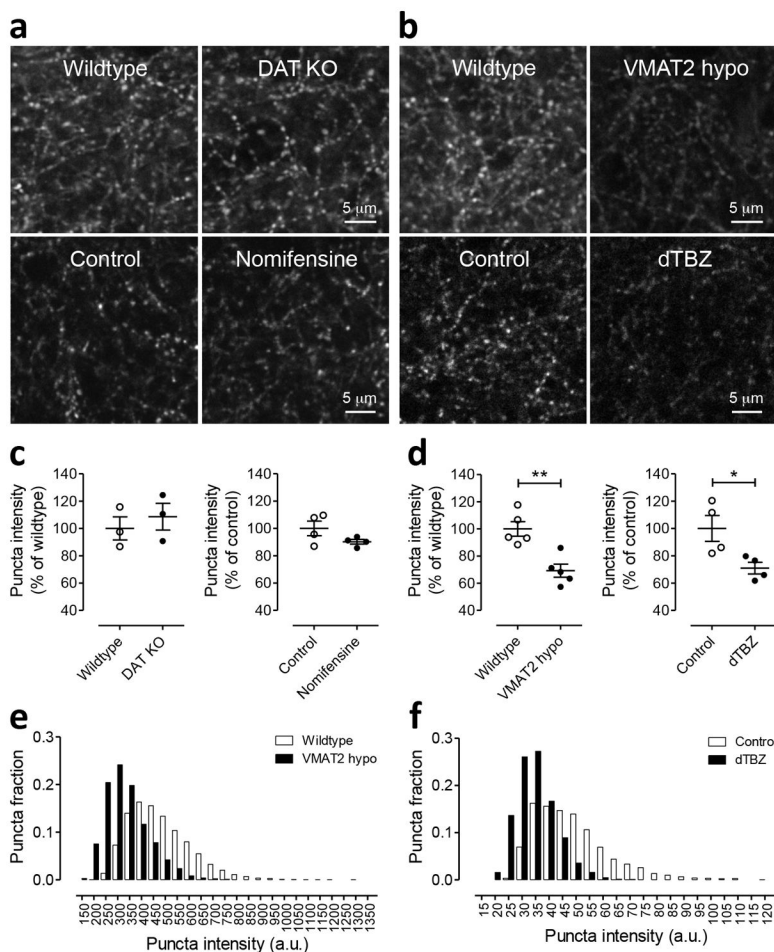 a
b
Wildtype
DAT KO
5 μm
Wildtype
VMAT2 hypo
5 μm
Control
Nomifensine
5 μm
Control
dTBZ
5 μm
c
Puncta intensity
(% of wildtype)
140
120
100
80
60
40
Wildtype
DAT KO
Puncta intensity
(% of control)
140
120
100
80
60
40
Control
Nomifensine
d
Puncta intensity
(% of wildtype)
140
120
100
80
60
40
**
Wildtype
VMAT2 hypo
Puncta intensity
(% of control)
140
120
100
80
60
40
*
Control
dTBZ
e
Puncta fraction
0.3
0.2
0.1
0.0
Wildtype
VMAT2 hypo
150 200 250 300 350 400 450 500 550 600 650 700 750 800 850 900 950 1000 1050 1100 1150 1200 1250 1300 1350
Puncta intensity (a.u.)
f
Puncta fraction
0.3
0.2
0.1
0.0
Contro
dTBZ
15 20 25 30 35 40 45 50 55 60 65 70 75 80 85 90 95 100 105 110 115 120
Puncta intensity (a.u.)